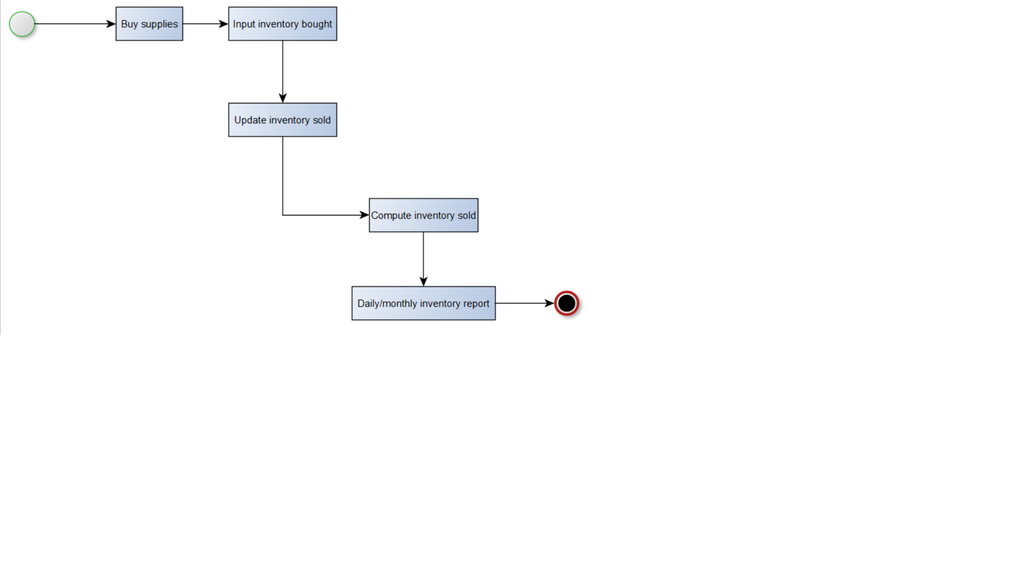 Buy supplies
Input inventory bought
Update inventory sold
Compute inventory sold
Daily/monthly inventory report